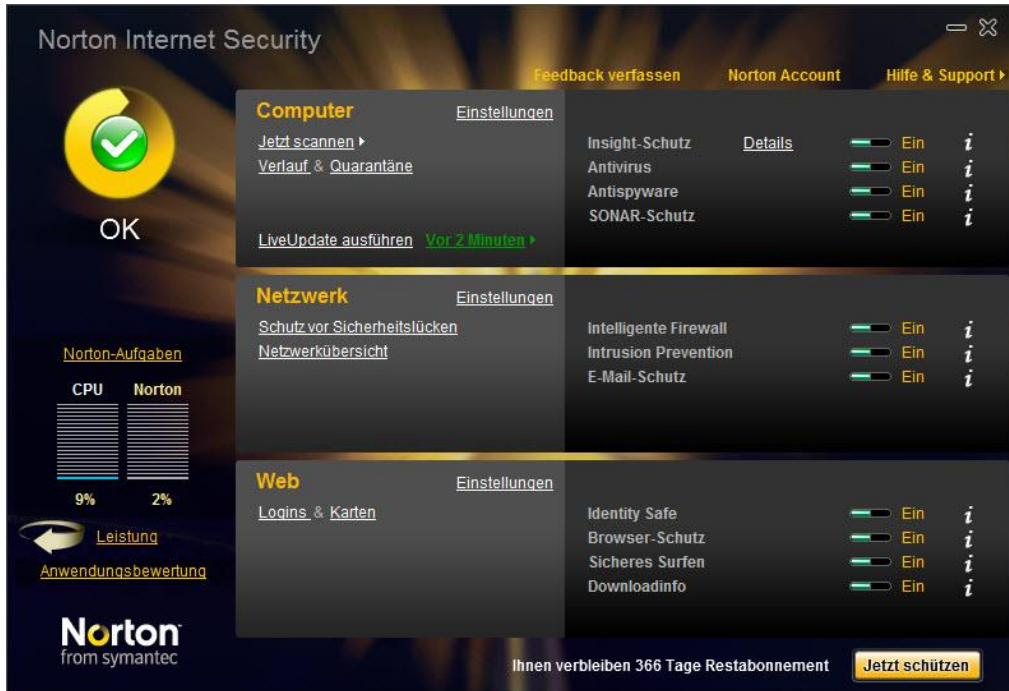 Norton Internet Security
Feedback verfassen Norton Account Hilfe & Support
OK
Norton-Aufgaben
CPU Norton
9% 2%
Leistung
Anwendungsbewertung
Norton
from symantec
Computer Einstellungen
Jetzt scannen
Verlauf & Quarantäne
LiveUpdate ausführen Vor 2 Minuten
Insight-Schutz Details Ein i
Antivirus Ein i
Antispyware Ein i
SONAR-Schutz Ein i
Netzwerk Einstellungen
Schutz vor Sicherheitslücken
Netzwerkübersicht
Intelligente Firewall Ein i
Intrusion Prevention Ein i
E-Mail-Schutz Ein i
Web Einstellungen
Logins & Karten
Identity Safe Ein i
Browser-Schutz Ein i
Sicheres Surfen Ein i
Downloadinfo Ein i
Ihnen verbleiben 366 Tage Restabonnement Jetzt schützen